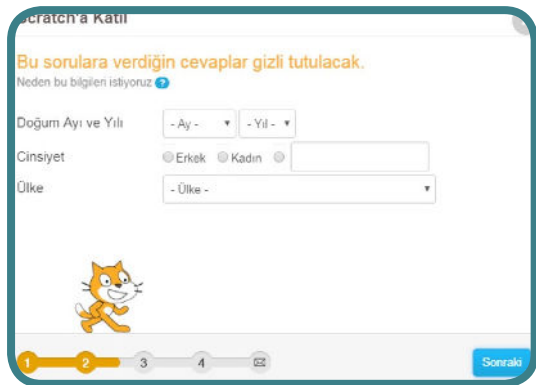 Scratch'a Katıl
Bu sorulara verdiğin cevaplar gizli tutulacak.
Neden bu bilgileri istiyoruz ?
Doğum Ayı ve Yılı - Ay - - Yıl -
Cinsiyet Erkek Kadın
Ülke - Ülke -
1 2 3 4 Sonraki